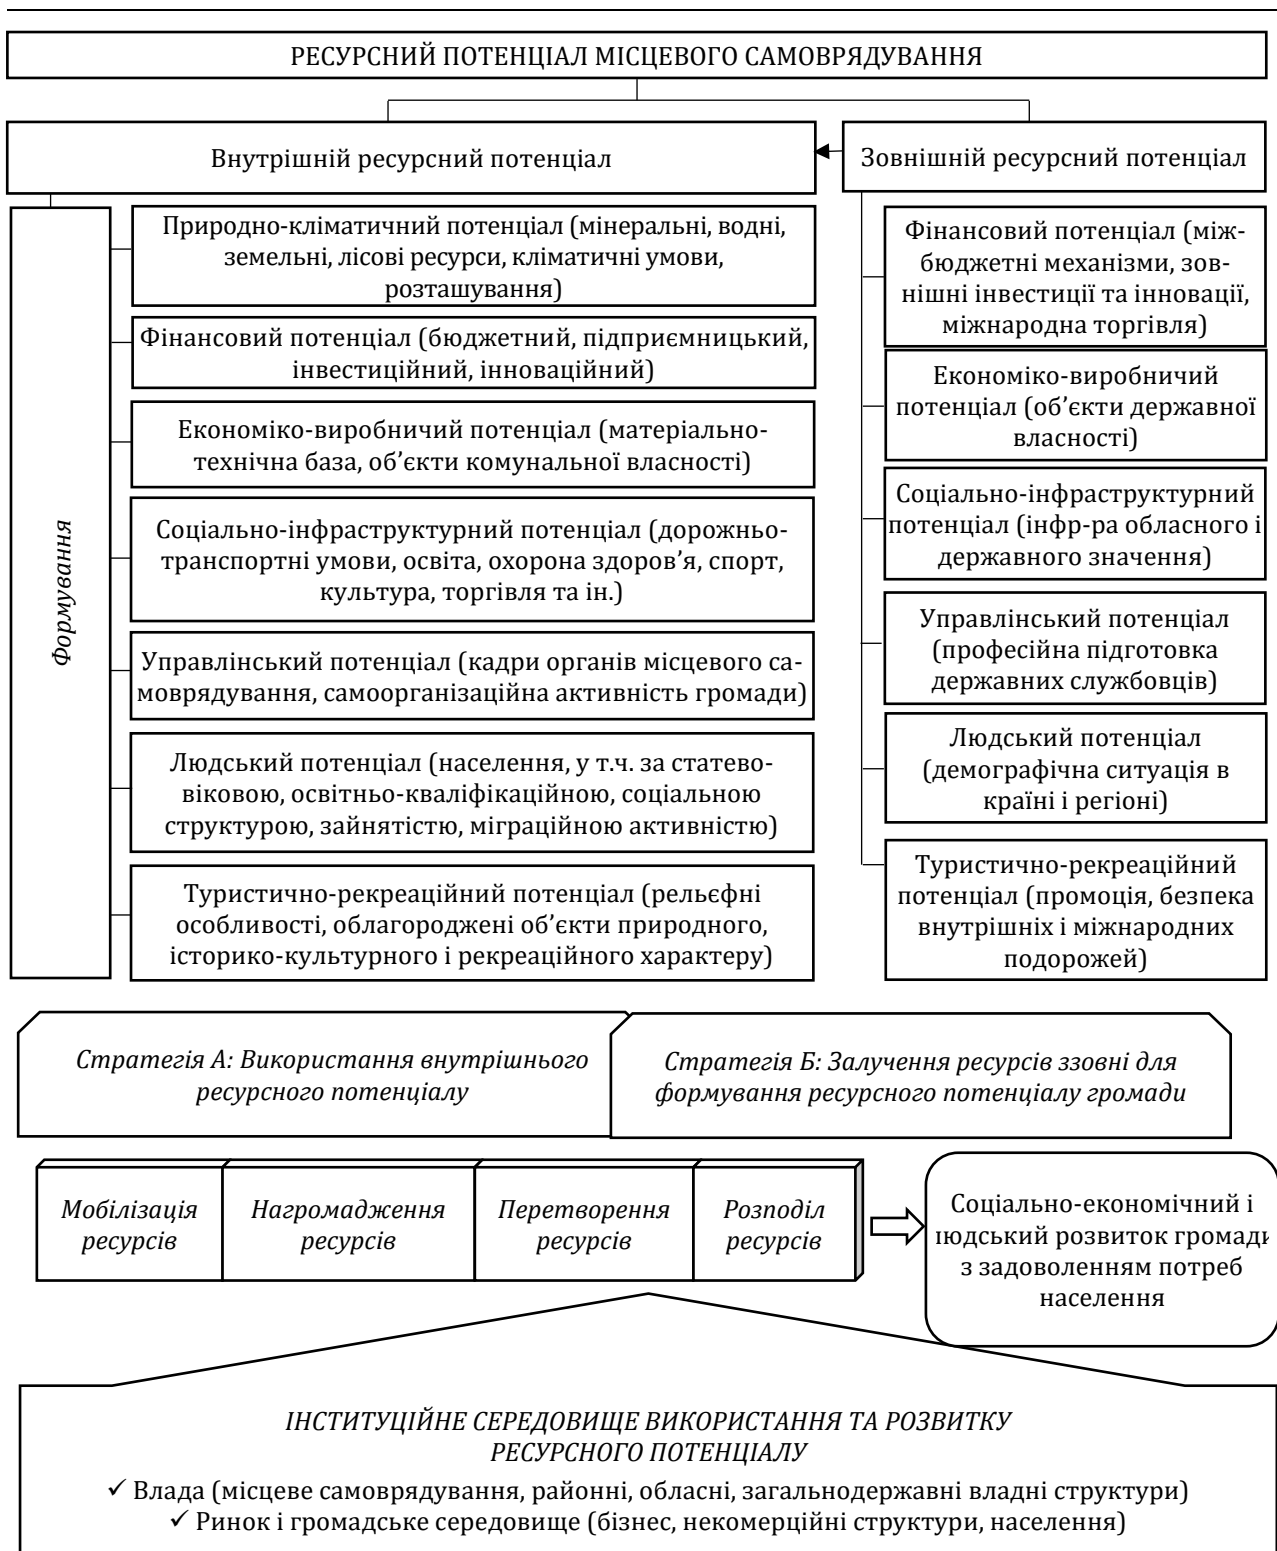 РЕСУРСНИЙ ПОТЕНЦІАЛ МІСЦЕВОГО САМОВРЯДУВАННЯ
Внутрішній ресурсний потенціал
Зовнішній ресурсний потенціал
Формування
Природно-кліматичний потенціал (мінеральні, водні,
земельні, лісові ресурси, кліматичні умови,
розташування)
Фінансовий потенціал (бюджетний, підприємницький,
інвестиційний, інноваційний)
Економіко-виробничий потенціал (матеріально-
технічна база, об’єкти комунальної власності)
Соціально-інфраструктурний потенціал (дорожньо-
транспортні умови, освіта, охорона здоров’я, спорт,
культура, торгівля та ін.)
Управлінський потенціал (кадри органів місцевого са-
моврядування, самоорганізаційна активність громади)
Людський потенціал (населення, у т.ч. за статево-
віковою, освітньо-кваліфікаційною, соціальною
структурою, зайнятістю, міграційною активністю)
Туристично-рекреаційний потенціал (рельєфні
особливості, облагороджені об’єкти природного,
історико-культурного і рекреаційного характеру)
Фінансовий потенціал (між-
бюджетні механізми, зов-
нішні інвестиції та інновації,
міжнародна торгівля)
Економіко-виробничий
потенціал (об’єкти державної
власності)
Соціально-інфраструктурний
потенціал (інфр-ра обласного і
державного значення)
Управлінський потенціал
(професійна підготовка
державних службовців)
Людський потенціал
(демографічна ситуація в
країні і регіоні)
Туристично-рекреаційний
потенціал (промоція, безпека
внутрішніх і міжнародних
подорожей)
Стратегія А: Використання внутрішнього
ресурсного потенціалу
Стратегія Б: Залучення ресурсів ззовні для
формування ресурсного потенціалу громади
Мобілізація
ресурсів
Нагромадження
ресурсів
Перетворення
ресурсів
Розподіл
ресурсів
Соціально-економічний і
людський розвиток громади
з задоволенням потреб
населення
ІНСТИТУЦІЙНЕ СЕРЕДОВИЩЕ ВИКОРИСТАННЯ ТА РОЗВИТКУ
РЕСУРСНОГО ПОТЕНЦІАЛУ
✓ Влада (місцеве самоврядування, районні, обласні, загальнодержавні владні структури)
✓ Ринок і громадське середовище (бізнес, некомерційні структури, населення)